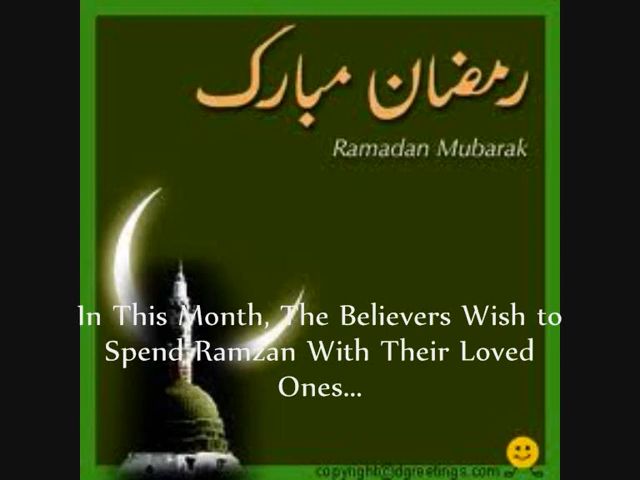 رمضان مبارک
Ramadan Mubarak
In This Month, The Believers Wish to
Spend Ramzan With Their Loved
Ones...
copyright@dgreetings.com